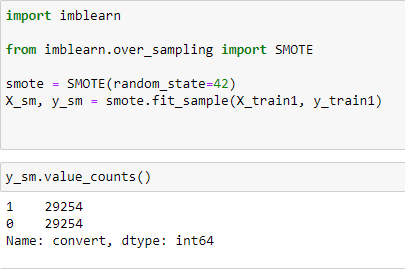 import imblearn
from imblearn.over_sampling import SMOTE
smote = SMOTE(random_state=42)
X_sm, y_sm = smote.fit_sample(X_train1, y_train1)
y_sm.value_counts()
1    29254
0    29254
Name: convert, dtype: int64